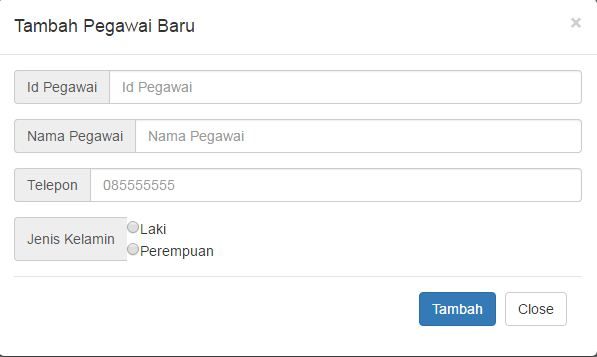 Tambah Pegawai Baru ×
Id Pegawai Id Pegawai
Nama Pegawai Nama Pegawai
Telepon 085555555
Jenis Kelamin
Laki
Perempuan
Tambah Close